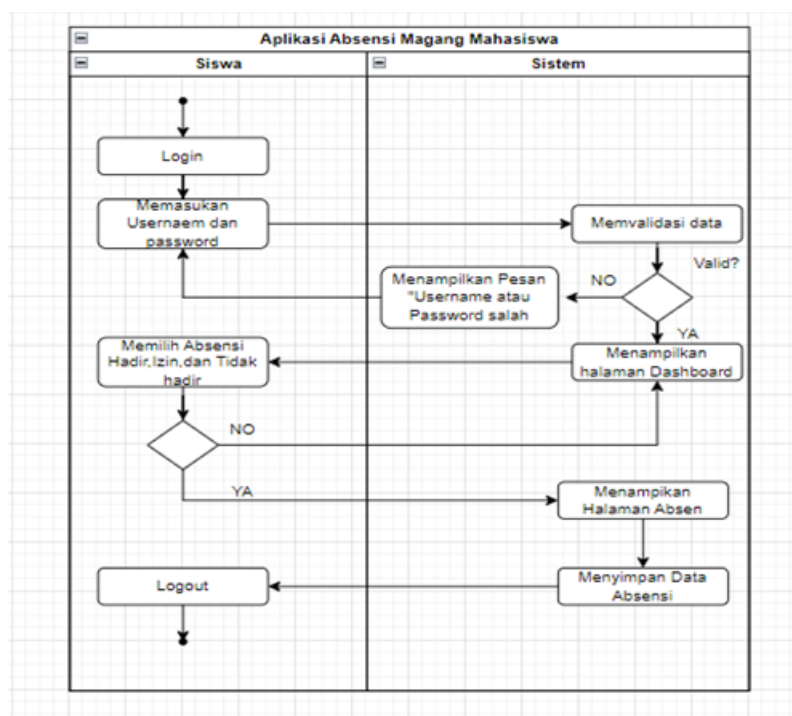 Aplikasi Absensi Magang Mahasiswa
Siswa
Sistem
Login
Memasukan
Usernaem dan
password
Memvalidasi data
Valid?
NO
Menampilkan Pesan
"Username atau
Password salah
YA
Menampilkan
halaman Dashboard
Memilih Absensi
Hadir,Izin,dan Tidak
hadir
NO
YA
Menampikan
Halaman Absen
Menyimpan Data
Absensi
Logout